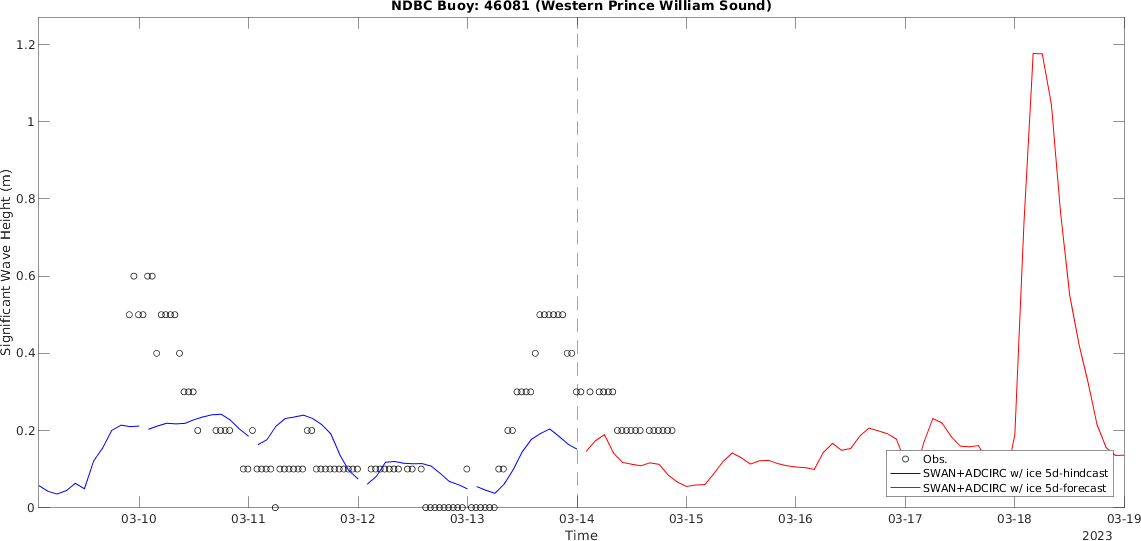 NDBC Buoy: 46081 (Western Prince William Sound)
Significant Wave Height (m)
1.2
1
0.8
0.6
0.4
0.2
0
Obs.
SWAN+ADCIRC w/ ice 5d-hindcast
SWAN+ADCIRC w/ ice 5d-forecast
03-10 03-11 03-12 03-13 03-14 03-15 03-16 03-17 03-18 03-19
Time
2023